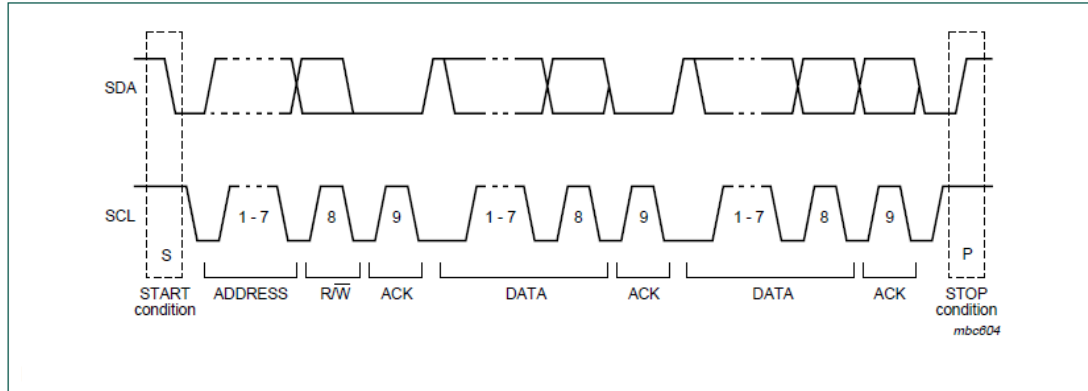 SDA
SCL
1 - 7 8 9 1 - 7 8 9 1 - 7 8 9
S P
START condition ADDRESS R/W̅ ACK DATA ACK DATA ACK STOP condition
mbc604